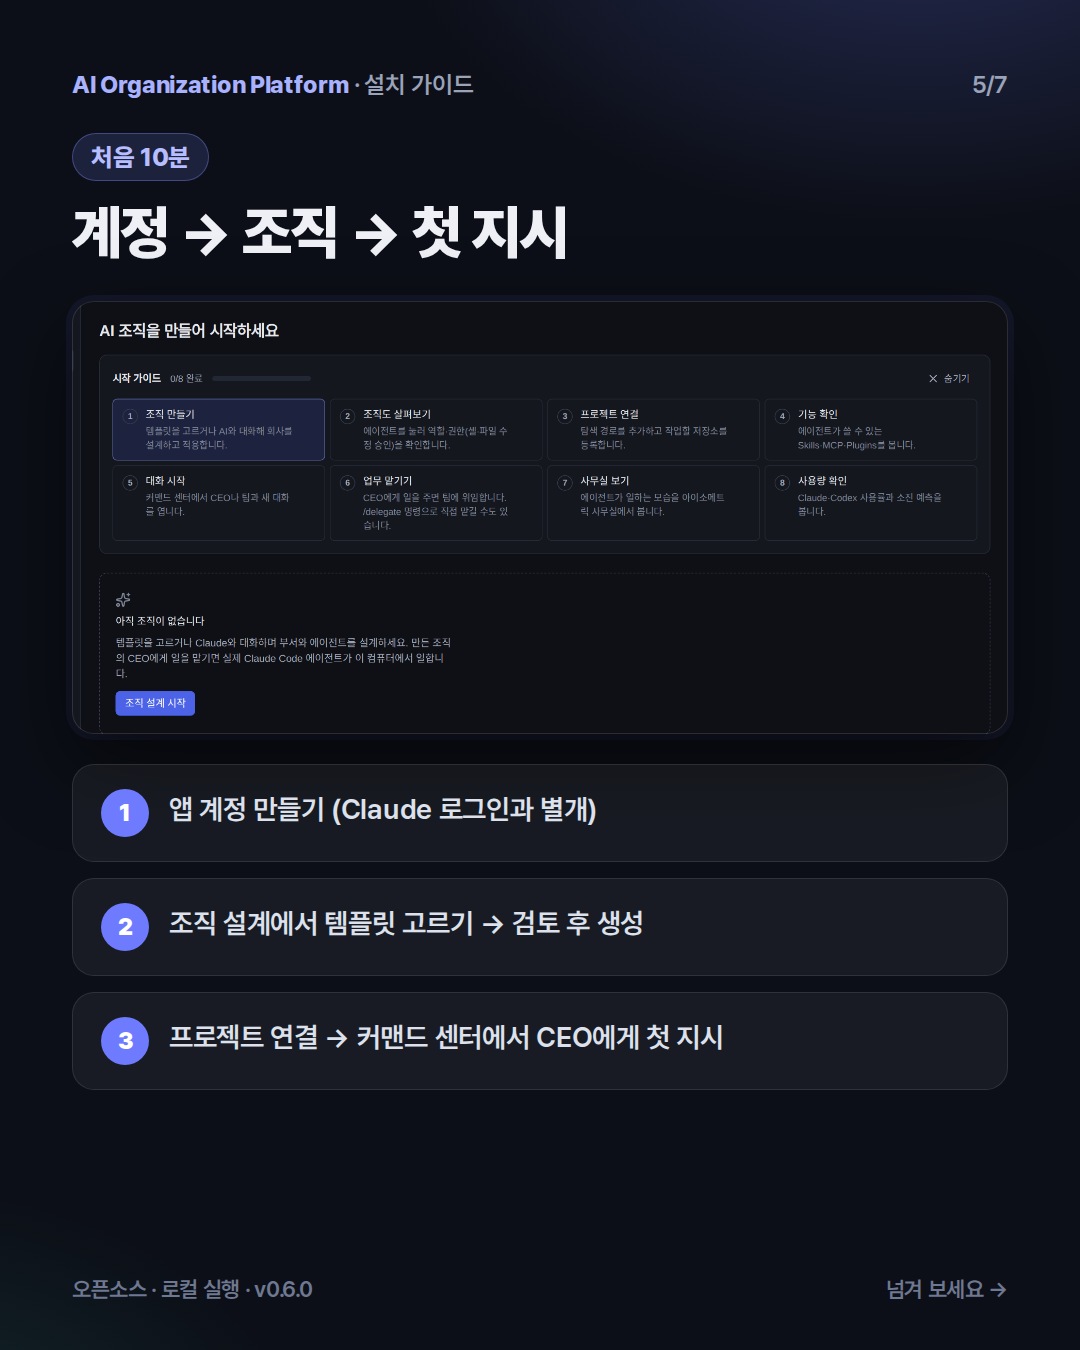 AI Organization Platform · 설치 가이드
5/7
처음 10분
계정 → 조직 → 첫 지시
AI 조직을 만들어 시작하세요
시작 가이드 0/8 완료
× 숨기기
1 조직 만들기
템플릿을 고르거나 AI와 대화해 회사를
설계하고 적용합니다.
2 조직도 살펴보기
에이전트를 눌러 역할·권한(셸·파일 수
정 승인)을 확인합니다.
3 프로젝트 연결
탐색 경로를 추가하고 작업할 저장소를
등록합니다.
4 기능 확인
에이전트가 쓸 수 있는
Skills·MCP·Plugins를 봅니다.
5 대화 시작
커맨드 센터에서 CEO나 팀과 새 대화
를 엽니다.
6 업무 맡기기
CEO에게 일을 주면 팀에 위임합니다.
/delegate 명령으로 직접 맡길 수도 있
습니다.
7 사무실 보기
에이전트가 일하는 모습을 아이소메트
릭 사무실에서 봅니다.
8 사용량 확인
Claude·Codex 사용률과 소진 예측을
봅니다.
아직 조직이 없습니다
템플릿을 고르거나 Claude와 대화하며 부서와 에이전트를 설계하세요. 만든 조직
의 CEO에게 일을 맡기면 실제 Claude Code 에이전트가 이 컴퓨터에서 일합니
다.
조직 설계 시작
1 앱 계정 만들기 (Claude 로그인과 별개)
2 조직 설계에서 템플릿 고르기 → 검토 후 생성
3 프로젝트 연결 → 커맨드 센터에서 CEO에게 첫 지시
오픈소스 · 로컬 실행 · v0.6.0
넘겨 보세요 →